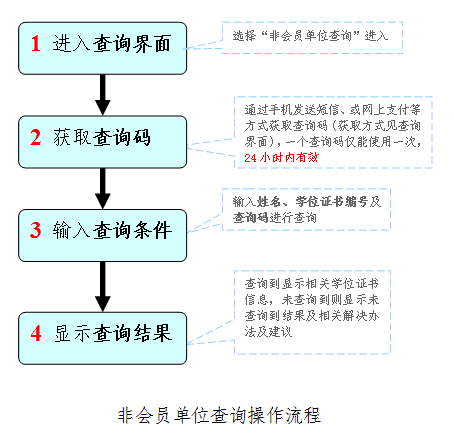 1 进入查询界面
选择“非会员单位查询”进入
2 获取查询码
通过手机发送短信、或网上支付等
方式获取查询码(获取方式见查询
界面),一个查询码仅能使用一次,
24小时内有效
3 输入查询条件
输入姓名、学位证书编号及
查询码进行查询
4 显示查询结果
查询到显示相关学位证书
信息，未查询到则显示未
查询到结果及相关解决办
法及建议
非会员单位查询操作流程